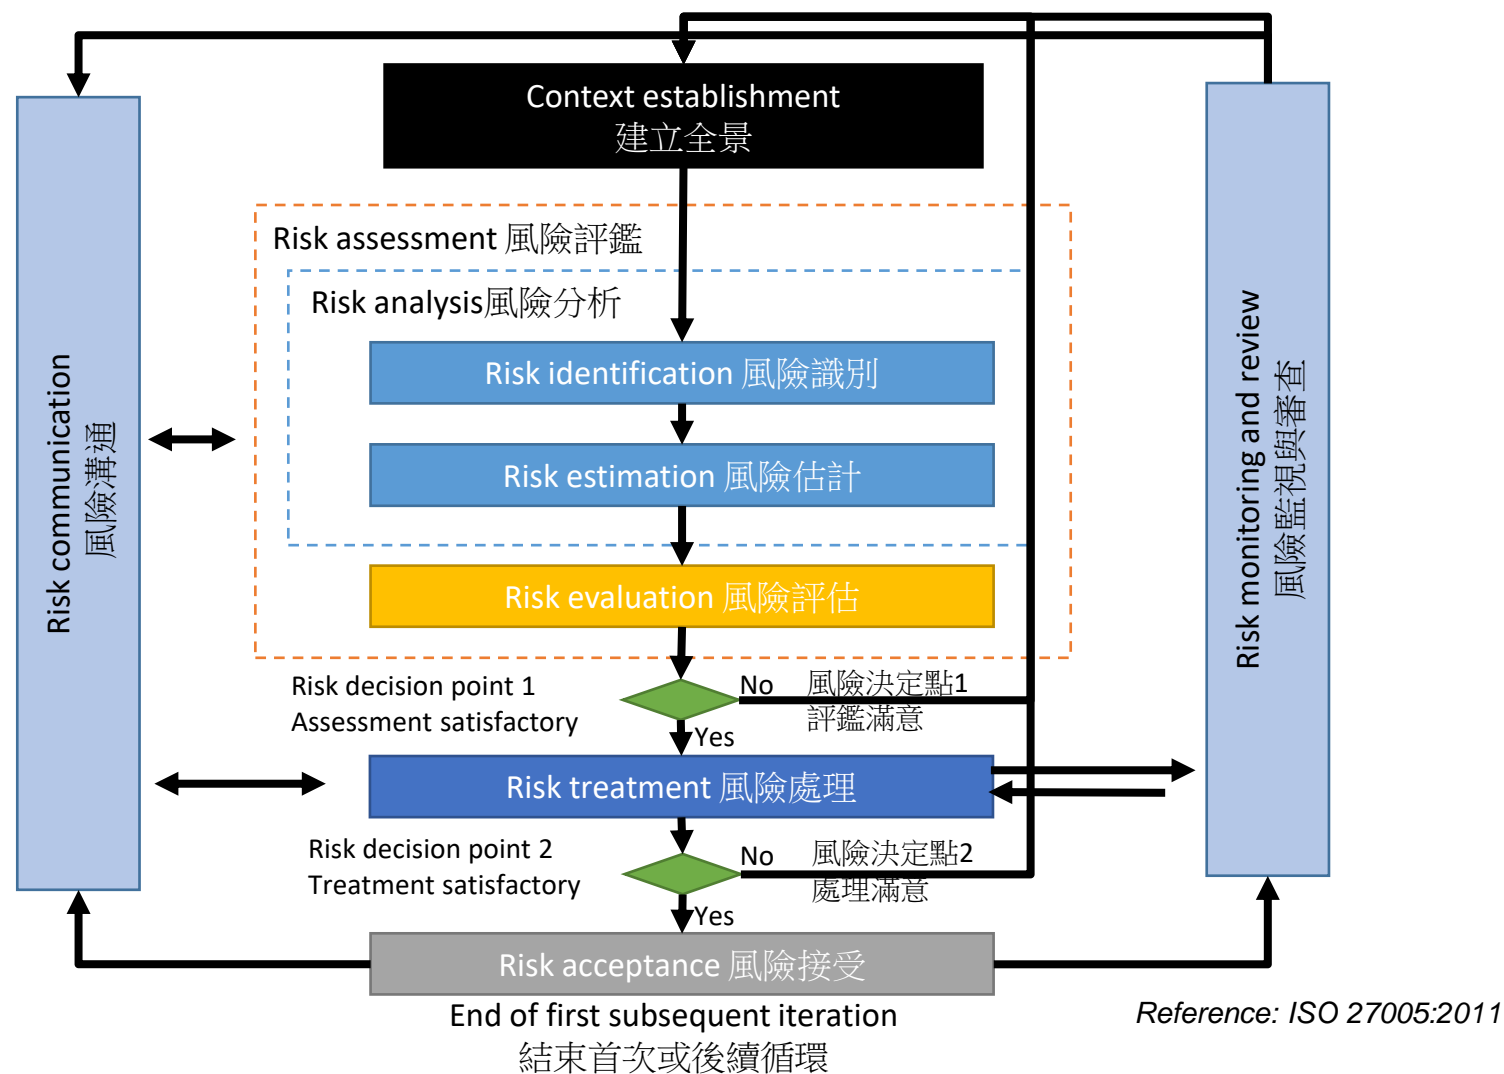 Context establishment
建立全景
Risk assessment 風險評鑑
Risk analysis風險分析
Risk identification 風險識別
Risk estimation 風險估計
Risk evaluation 風險評估
Risk communication
風險溝通
Risk monitoring and review
風險監視與審查
Risk decision point 1
Assessment satisfactory
No
風險決定點1
評鑑滿意
Yes
Risk treatment 風險處理
Risk decision point 2
Treatment satisfactory
No
風險決定點2
處理滿意
Yes
Risk acceptance 風險接受
End of first subsequent iteration
結束首次或後續循環
Reference: ISO 27005:2011